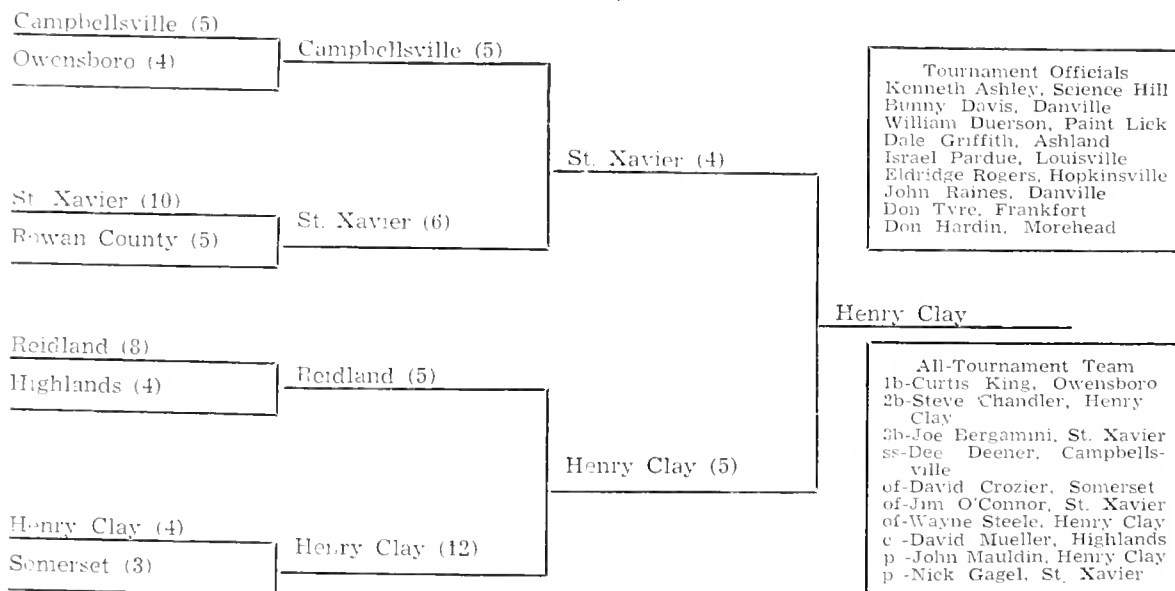 Campbellsville (5)
Owensboro (4)
Campbellsville (5)
St. Xavier (10)
Rowan County (5)
St. Xavier (6)
St. Xavier (4)
Reidland (8)
Highlands (4)
Reidland (5)
Henry Clay (4)
Somerset (3)
Henry Clay (12)
Henry Clay (5)
Henry Clay
Tournament Officials
Kenneth Ashley, Science Hill
Bunny Davis, Danville
William Duerson, Paint Lick
Dale Griffith, Ashland
Israel Pardue, Louisville
Eldridge Rogers, Hopkinsville
John Raines, Danville
Don Tyre, Frankfort
Don Hardin, Morehead
All-Tournament Team
1b-Curtis King, Owensboro
2b-Steve Chandler, Henry
Clay
3b-Joe Bergamini, St. Xavier
ss-Dee Deener, Campbells-
ville
of-David Crozier, Somerset
of-Jim O'Connor, St. Xavier
of-Wayne Steele, Henry Clay
c -David Mueller, Highlands
p -John Mauldin, Henry Clay
p -Nick Gagel, St. Xavier